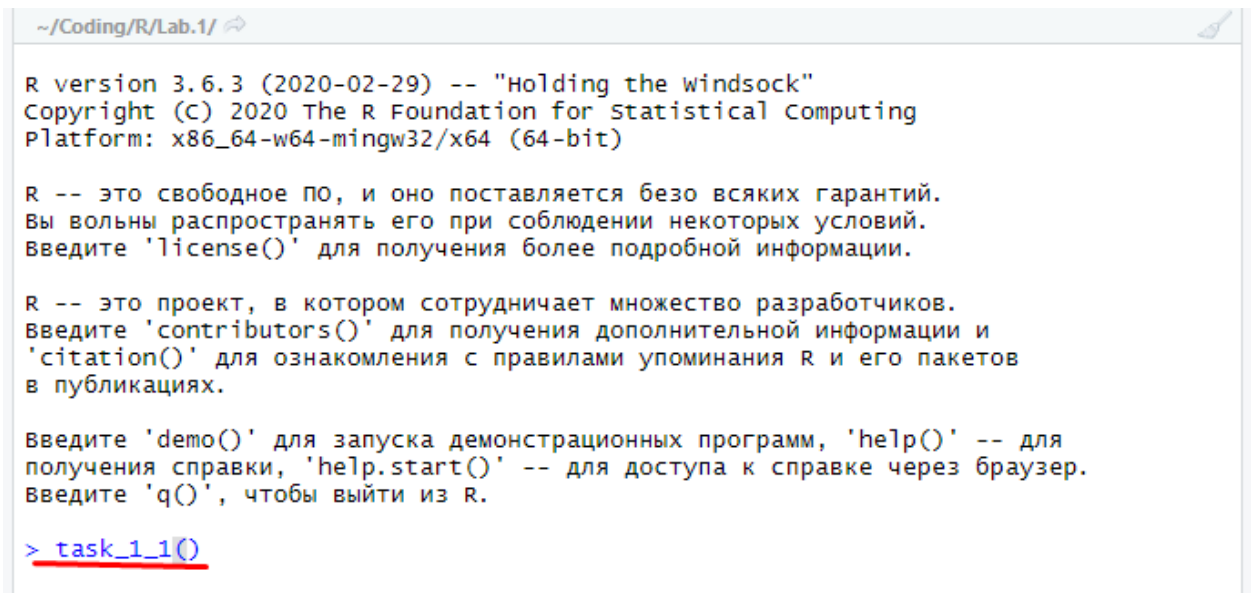 ~/Coding/R/Lab.1/
R version 3.6.3 (2020-02-29) -- "Holding the Windsock"
Copyright (C) 2020 The R Foundation for Statistical Computing
Platform: x86_64-w64-mingw32/x64 (64-bit)
R -- это свободное ПО, и оно поставляется безо всяких гарантий.
Вы вольны распространять его при соблюдении некоторых условий.
Введите 'license()' для получения более подробной информации.
R -- это проект, в котором сотрудничает множество разработчиков.
Введите 'contributors()' для получения дополнительной информации и
'citation()' для ознакомления с правилами упоминания R и его пакетов
в публикациях.
Введите 'demo()' для запуска демонстрационных программ, 'help()' -- для
получения справки, 'help.start()' -- для доступа к справке через браузер.
Введите 'q()', чтобы выйти из R.
> task_1_1()